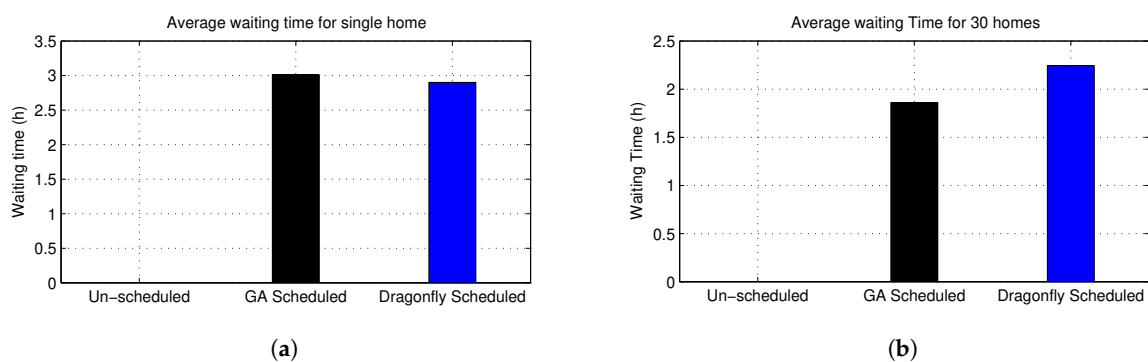 Average waiting time for single home
3.5
3
2.5
2
1.5
1
0.5
0
Waiting time (h)
Un−scheduled GA Scheduled Dragonfly Scheduled
(a)
Average waiting Time for 30 homes
2.5
2
1.5
1
0.5
0
Waiting Time (h)
Un−scheduled GA Scheduled Dragonfly Scheduled
(b)